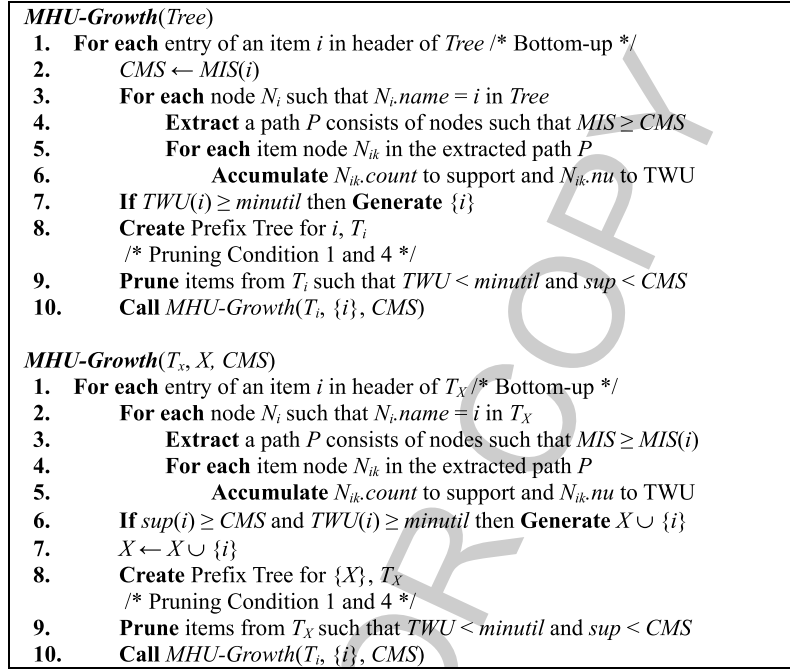 MHU-Growth(Tree)
1. For each entry of an item i in header of Tree /* Bottom-up */
2. CMS ← MIS(i)
3. For each node Ni such that Ni.name = i in Tree
4. Extract a path P consists of nodes such that MIS ≥ CMS
5. For each item node Nik in the extracted path P
6. Accumulate Nik.count to support and Nik.nu to TWU
7. If TWU(i) ≥ minutil then Generate {i}
8. Create Prefix Tree for i, Ti
/* Pruning Condition 1 and 4 */
9. Prune items from Ti such that TWU < minutil and sup < CMS
10. Call MHU-Growth(Ti, {i}, CMS)
MHU-Growth(Tx, X, CMS)
1. For each entry of an item i in header of TX /* Bottom-up */
2. For each node Ni such that Ni.name = i in TX
3. Extract a path P consists of nodes such that MIS ≥ MIS(i)
4. For each item node Nik in the extracted path P
5. Accumulate Nik.count to support and Nik.nu to TWU
6. If sup(i) ≥ CMS and TWU(i) ≥ minutil then Generate X ∪ {i}
7. X ← X ∪ {i}
8. Create Prefix Tree for {X}, TX
/* Pruning Condition 1 and 4 */
9. Prune items from TX such that TWU < minutil and sup < CMS
10. Call MHU-Growth(Ti, {i}, CMS)
OR COPY